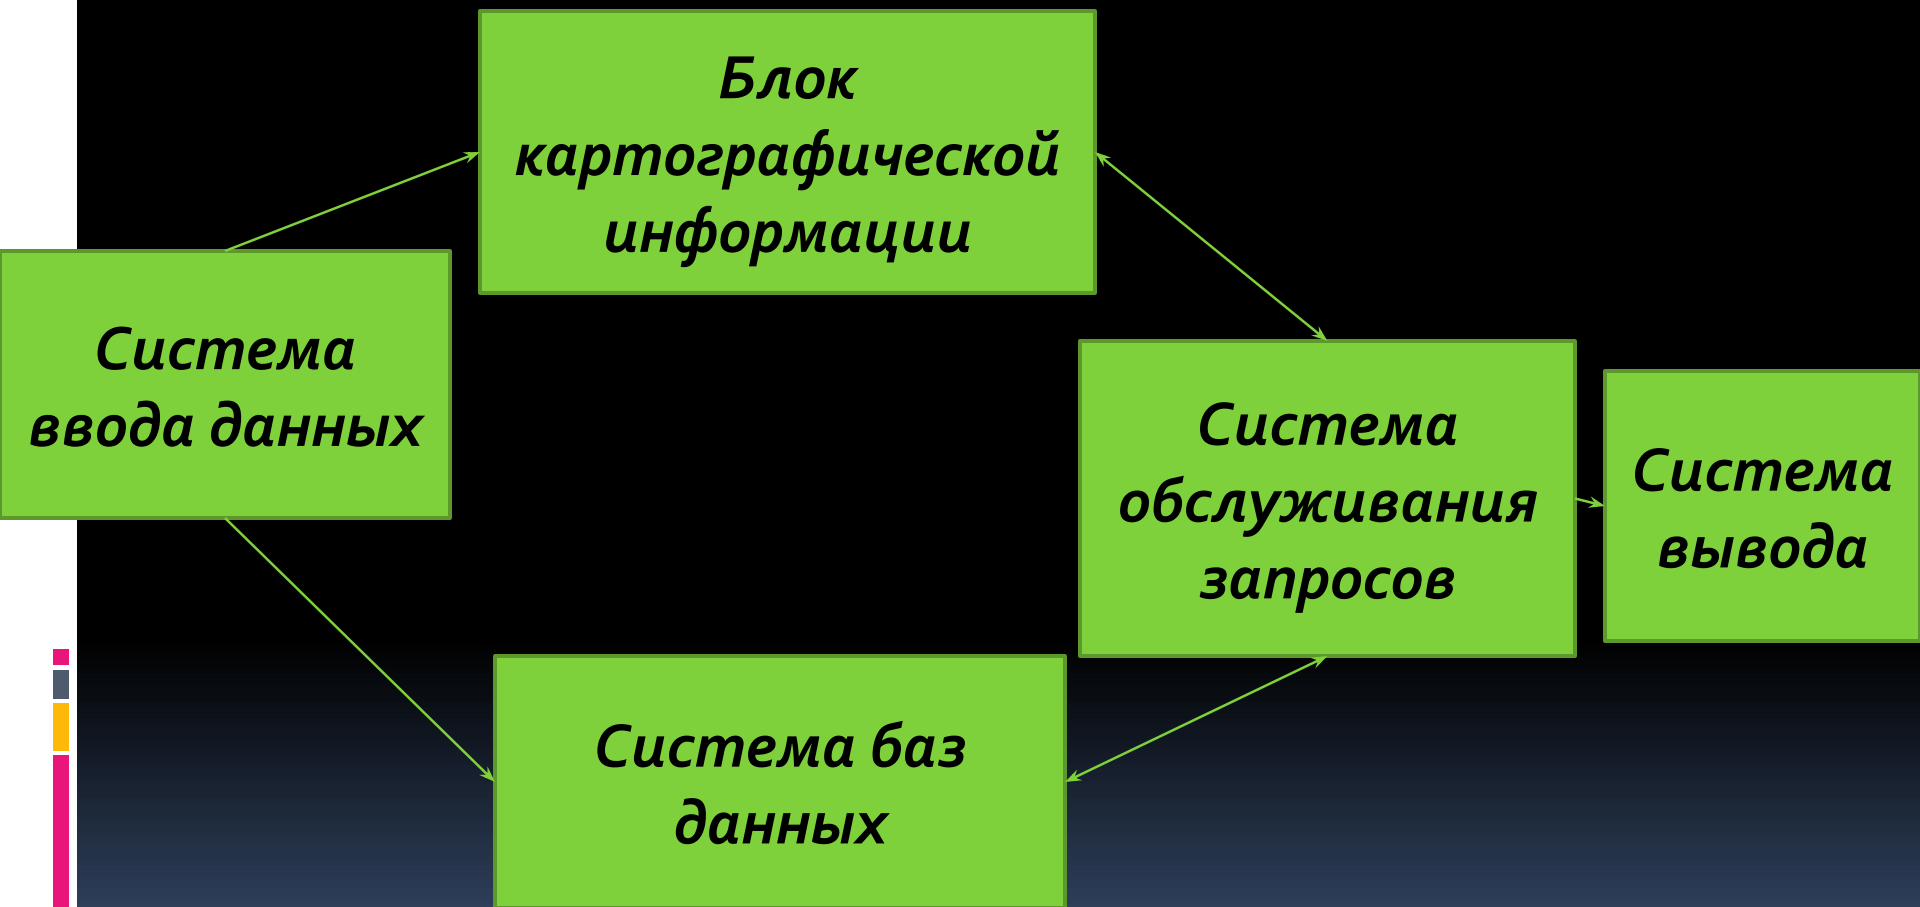 Блок
картографической
информации
Система
ввода данных
Система
обслуживания
запросов
Система
вывода
Система баз
данных